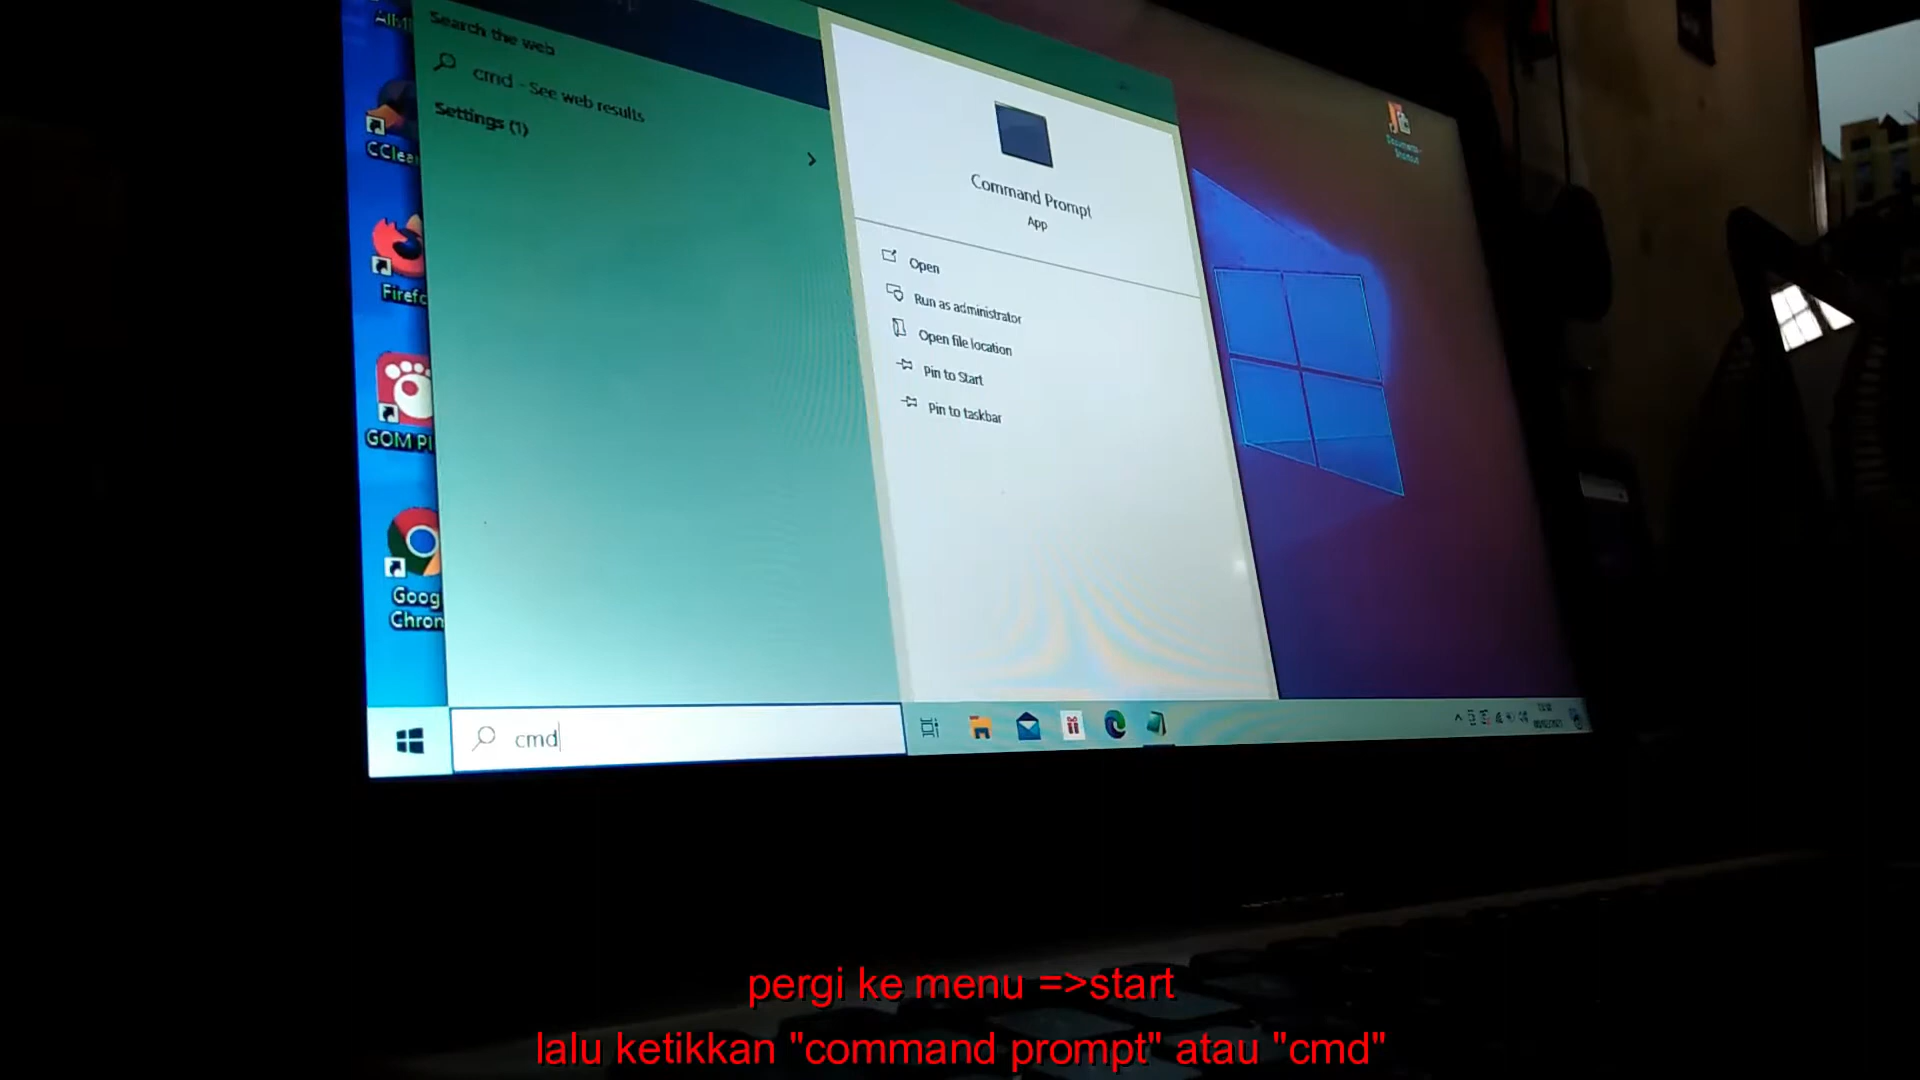 Search the web
cmd - See web results
Settings (1)
Command Prompt
App
Open
Run as administrator
Open file location
Pin to Start
Pin to taskbar
CClea
Firefo
GOM Pl
Goog
Chrom
cmd
pergi ke menu =>start
lalu ketikkan "command prompt" atau "cmd"